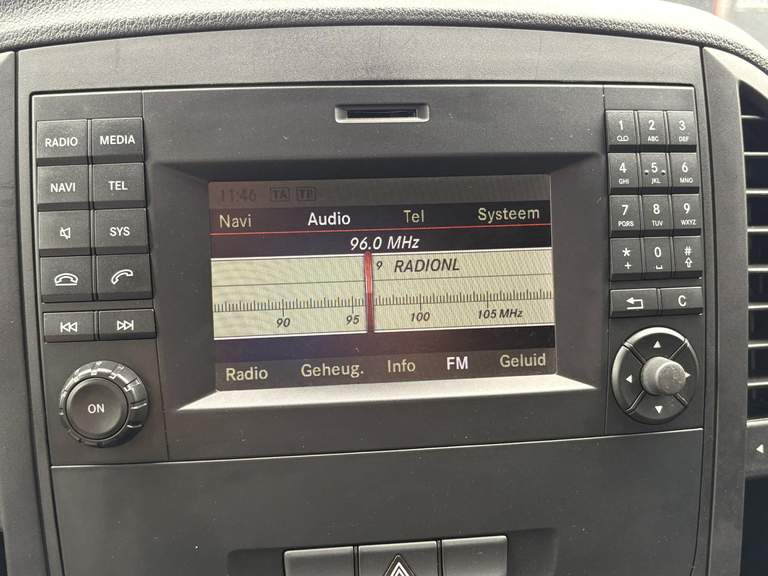 RADIO MEDIA
NAVI TEL
SYS
ON
11:46 TA TP
Navi Audio Tel Systeem
96.0 MHz
9 RADIONL
90 95 100 105 MHz
Radio Geheug. Info FM Geluid
1 2 ABC 3 DEF
4 GHI 5 JKL 6 MNO
7 PQRS 8 TUV 9 WXYZ
* + 0 #
C